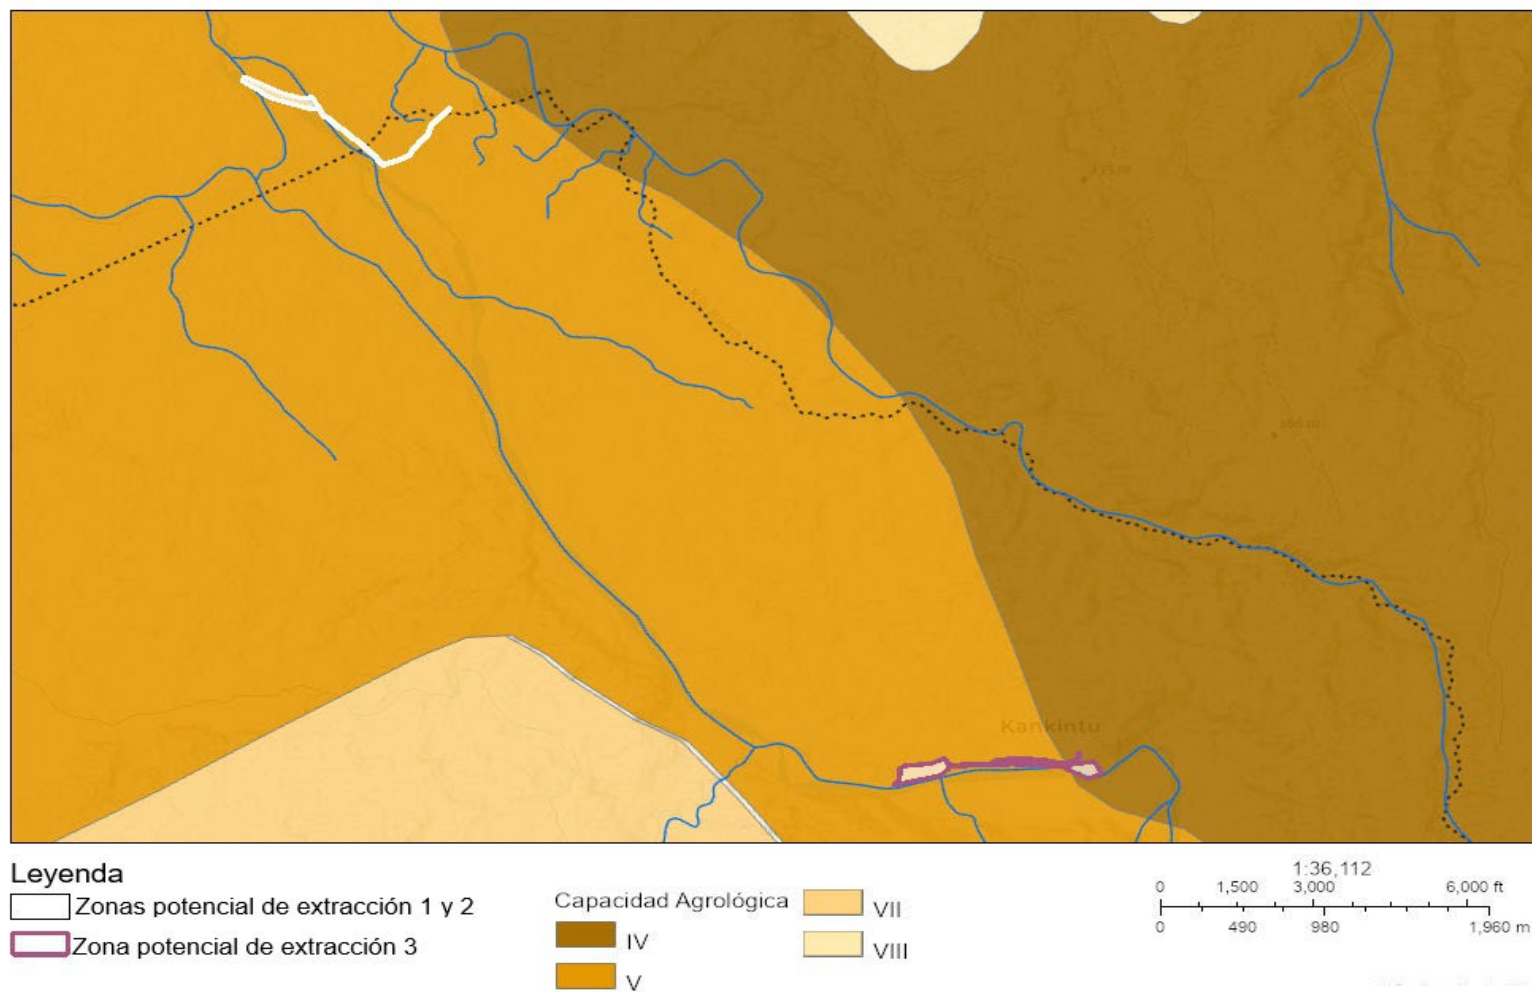 Kankintu
Leyenda
Zonas potencial de extracción 1 y 2
Zona potencial de extracción 3
Capacidad Agrológica
IV
V
VII
VIII
1:36,112
0 1,500 3,000 6,000 ft
0 490 980 1,960 m